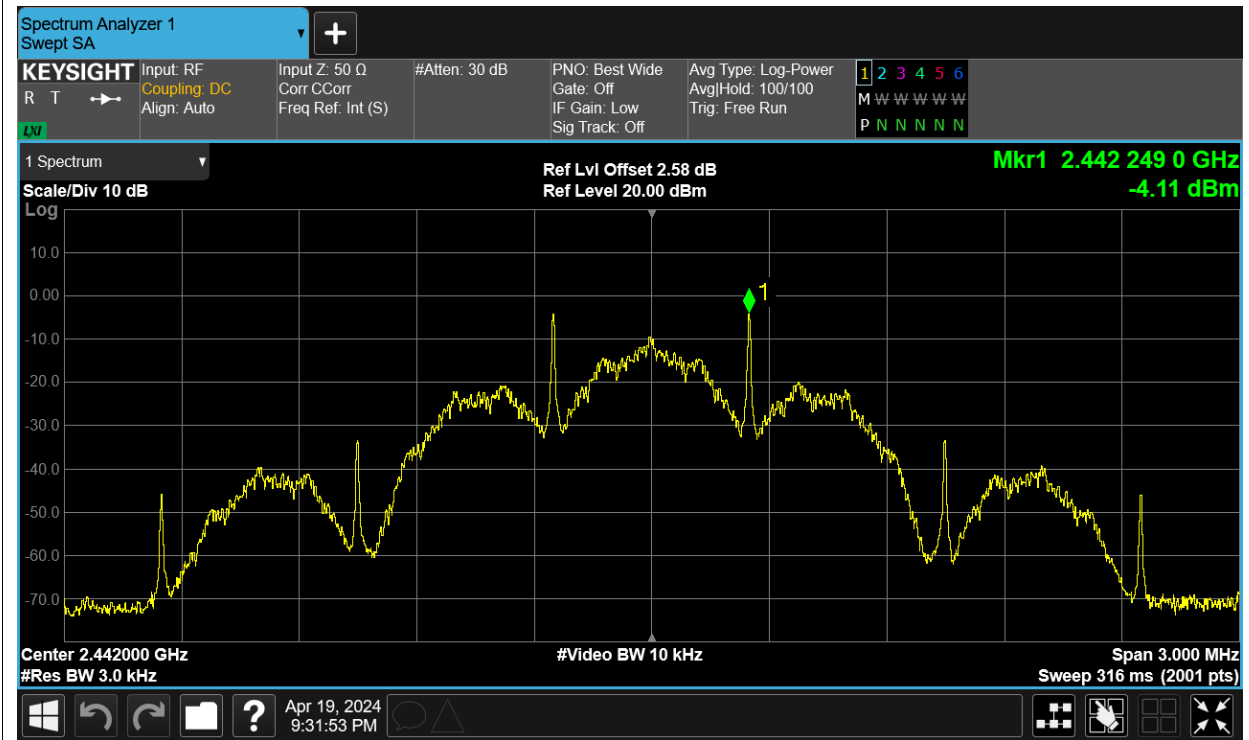 Spectrum Analyzer 1
Swept SA
KEYSIGHT
R T
LXI
Input: RF
Coupling: DC
Align: Auto
Input Z: 50 Ω
Corr CCorr
Freq Ref: Int (S)
#Atten: 30 dB
PNO: Best Wide
Gate: Off
IF Gain: Low
Sig Track: Off
Avg Type: Log-Power
Avg|Hold: 100/100
Trig: Free Run
1 2 3 4 5 6
M W W W W W
P N N N N N
1 Spectrum
Scale/Div 10 dB
Log
Ref Lvl Offset 2.58 dB
Ref Level 20.00 dBm
Mkr1 2.442 249 0 GHz
-4.11 dBm
10.0
0.00
-10.0
-20.0
-30.0
-40.0
-50.0
-60.0
-70.0
1
Center 2.442000 GHz
#Res BW 3.0 kHz
#Video BW 10 kHz
Span 3.000 MHz
Sweep 316 ms (2001 pts)
?
Apr 19, 2024
9:31:53 PM